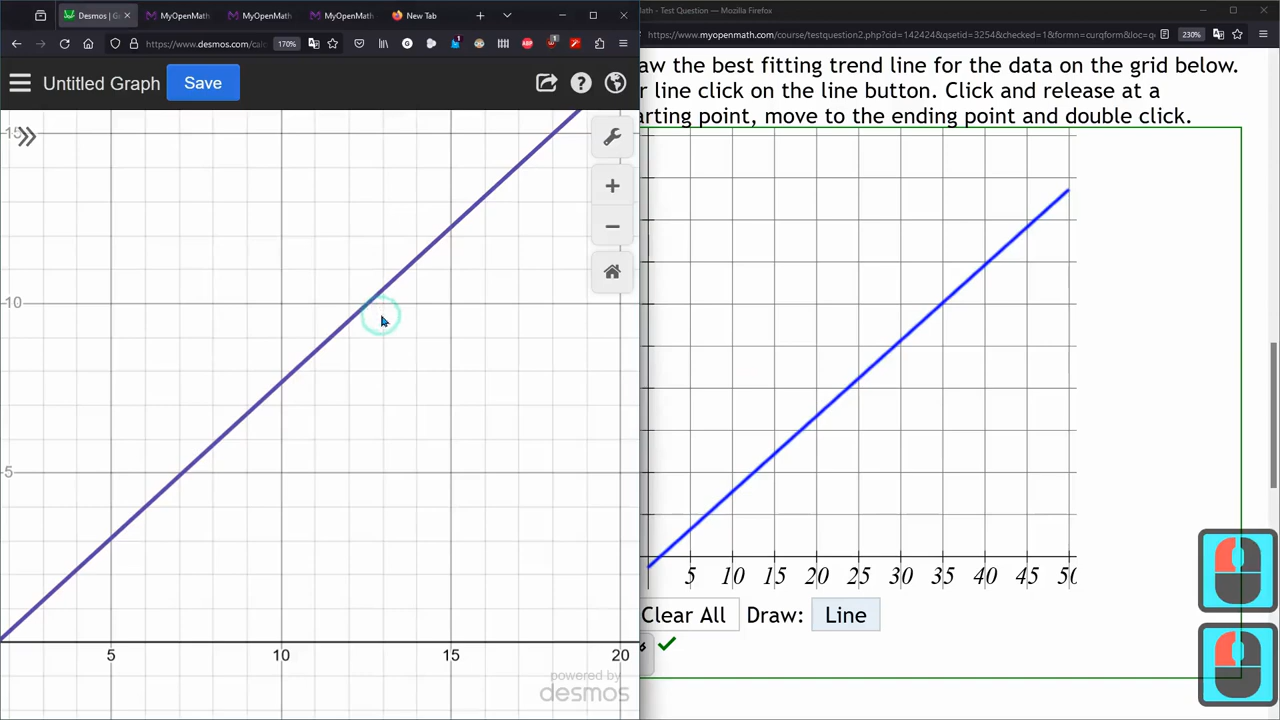 Desmos | Gr
MyOpenMath
MyOpenMath
MyOpenMath
New Tab
https://www.desmos.com/calc
170%
Untitled Graph
Save
15
10
5
5
10
15
20
powered by
desmos
Math - Test Question — Mozilla Firefox
https://www.myopenmath.com/course/testquestion2.php?cid=142424&qsetid=3254&checked=1&formn=curqform&loc=q
230%
aw the best fitting trend line for the data on the grid below.
r line click on the line button. Click and release at a
arting point, move to the ending point and double click.
5 10 15 20 25 30 35 40 45 50
Clear All Draw: Line